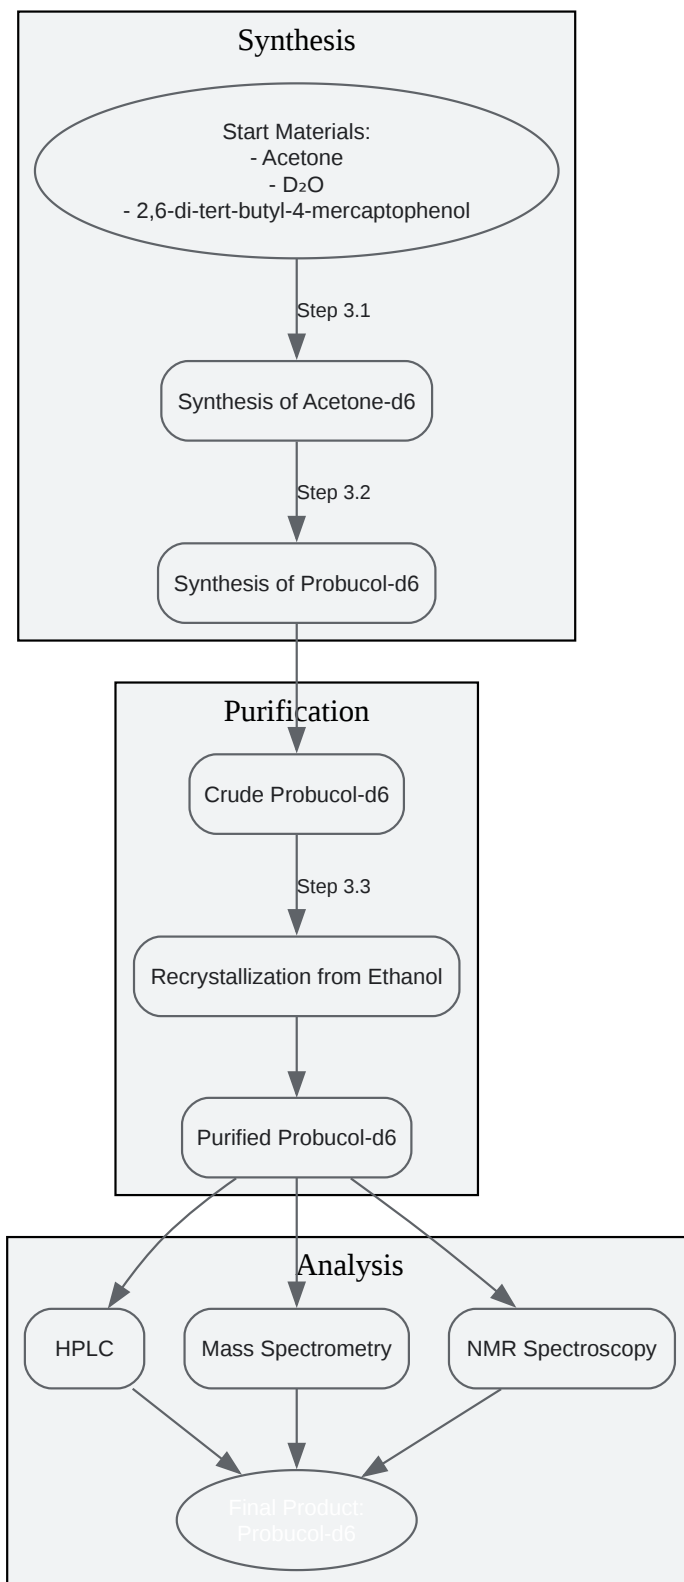 Synthesis
Start Materials:
- Acetone
- D₂O
- 2,6-di-tert-butyl-4-mercaptophenol
Step 3.1
Synthesis of Acetone-d6
Step 3.2
Synthesis of Probucol-d6
Purification
Crude Probucol-d6
Step 3.3
Recrystallization from Ethanol
Purified Probucol-d6
Analysis
HPLC
Mass Spectrometry
NMR Spectroscopy
Final Product:
Probucol-d6